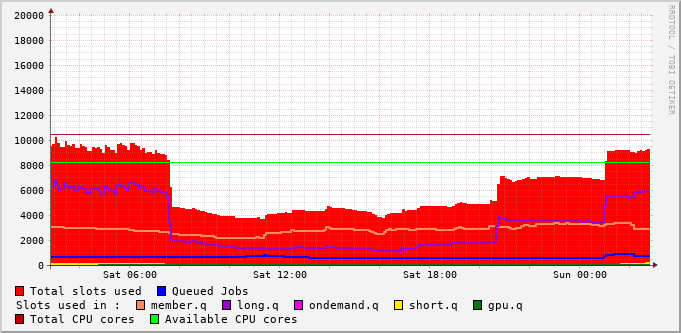 20000
18000
16000
14000
12000
10000
8000
6000
4000
2000
0
Sat 06:00 Sat 12:00 Sat 18:00 Sun 00:00
Total slots used Queued Jobs
Slots used in : member.q long.q ondemand.q short.q gpu.q
Total CPU cores Available CPU cores
RRDTOOL / TOBI OETIKER